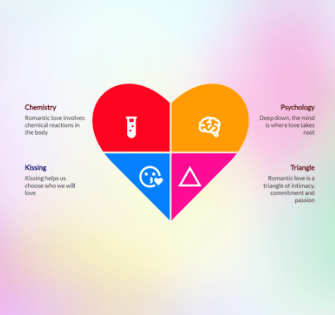 Chemistry
Romantic love involves
chemical reactions in
the body
Psychology
Deep down, the mind
is where love takes
root
Kissing
Kissing helps us
choose who we will
love
Triangle
Romantic love is a
triangle of intimacy,
commitment and
passion